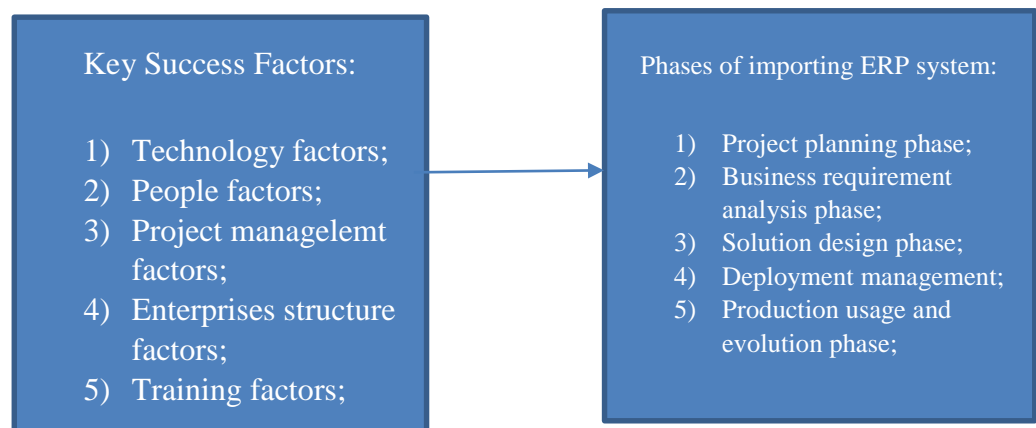 Key Success Factors:
1) Technology factors;
2) People factors;
3) Project managelemt
factors;
4) Enterprises structure
factors;
5) Training factors;
Phases of importing ERP system:
1) Project planning phase;
2) Business requirement
analysis phase;
3) Solution design phase;
4) Deployment management;
5) Production usage and
evolution phase;